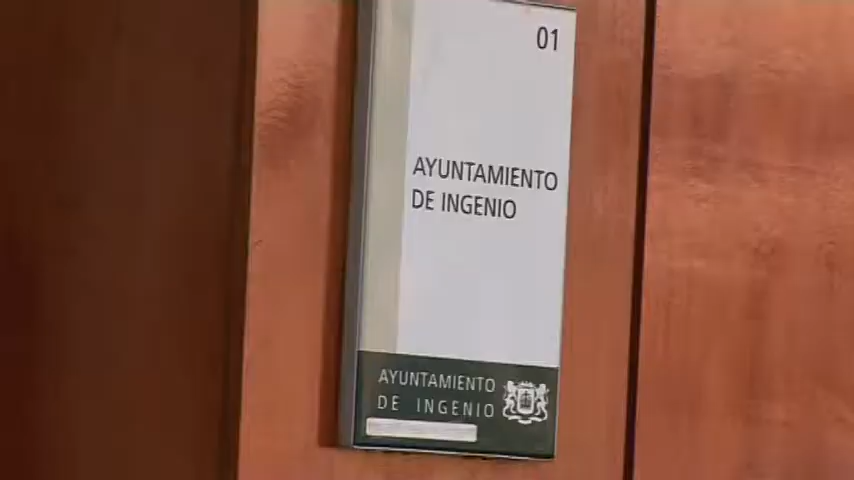 01
AYUNTAMIENTO
DE INGENIO
AYUNTAMIENTO
DE INGENIO